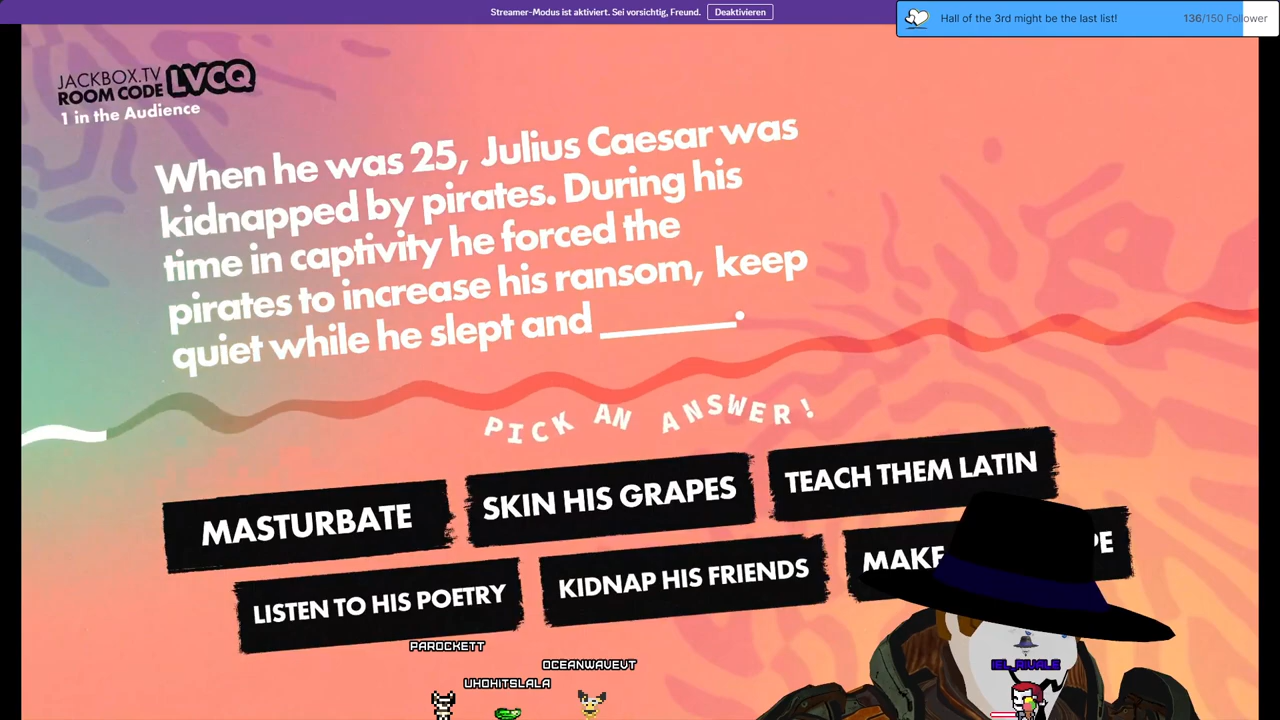 Streamer-Modus ist aktiviert. Sei vorsichtig, Freund. Deaktivieren
Hall of the 3rd might be the last list! 136/150 Follower
JACKBOX.TV
ROOM CODE LVCQ
1 in the Audience
When he was 25, Julius Caesar was
kidnapped by pirates. During his
time in captivity he forced the
pirates to increase his ransom, keep
quiet while he slept and ______.
PICK AN ANSWER!
MASTURBATE
SKIN HIS GRAPES
TEACH THEM LATIN
LISTEN TO HIS POETRY
KIDNAP HIS FRIENDS
MAKE
PAROCKETT
OCEANWAVEVT
UHOHITSLALA